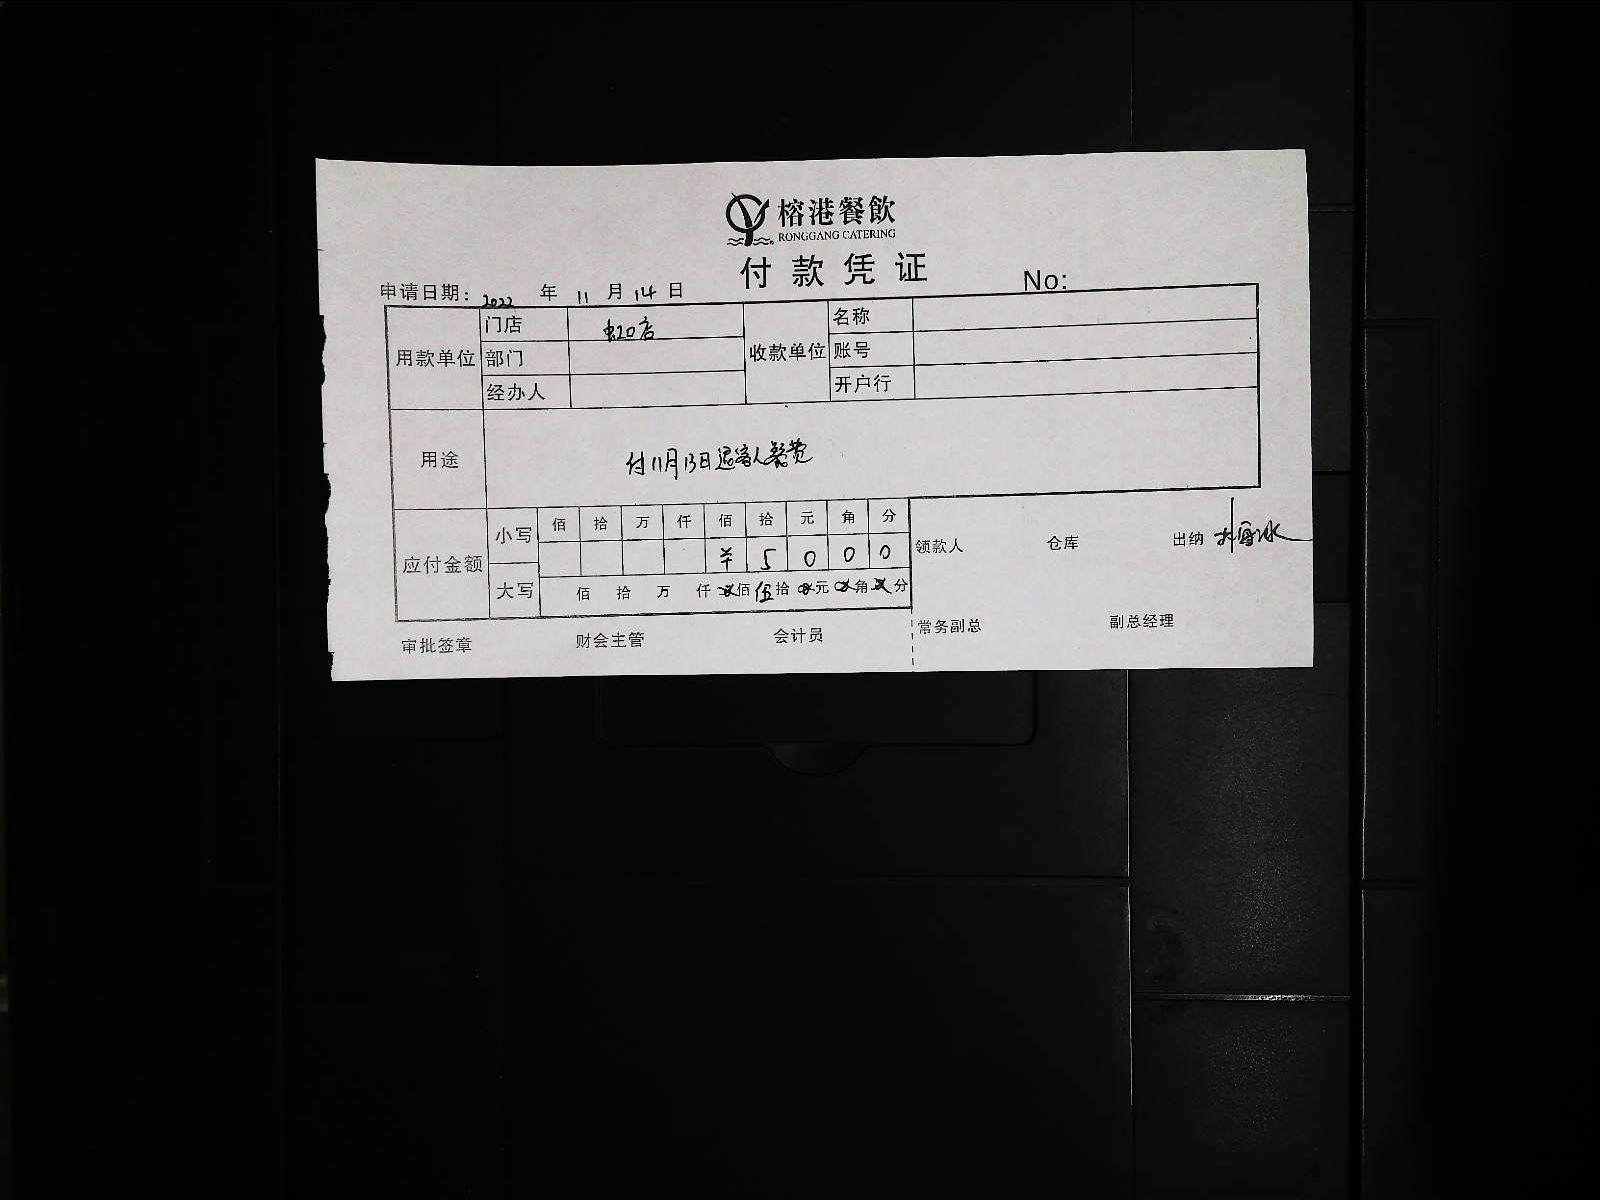 榕港餐飲
RONGGANG CATERING
付款凭证
No:
申请日期: 2022 年 11 月 14 日
用款单位 门店 虹口店 收款单位 名称
部门 账号
经办人 开户行
用途 付11月13日退客人餐费
应付金额 小写 佰 拾 万 仟 佰 拾 元 角 分
¥ 5 0 0 0
大写 佰 拾 万 仟 佰 伍拾 元 角 分
领款人 仓库 出纳
审批签章 财会主管 会计员 常务副总 副总经理